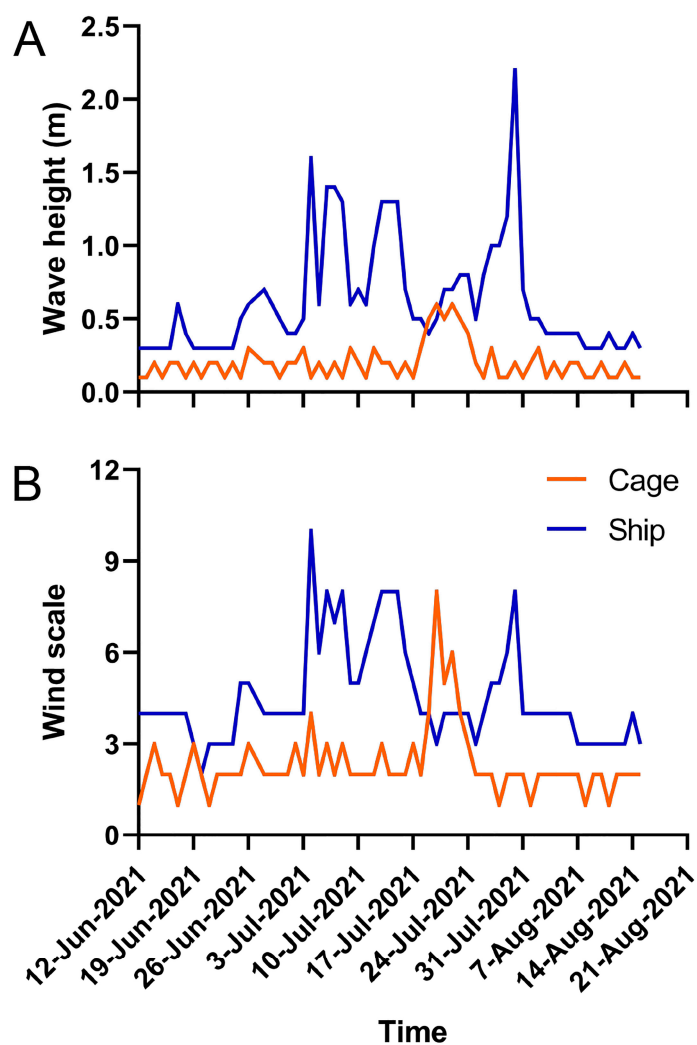 A
Wave height (m)
2.5
2.0
1.5
1.0
0.5
0.0
B
Wind scale
12
9
6
3
0
Cage
Ship
12-Jun-2021
19-Jun-2021
26-Jun-2021
3-Jul-2021
10-Jul-2021
17-Jul-2021
24-Jul-2021
31-Jul-2021
7-Aug-2021
14-Aug-2021
21-Aug-2021
Time